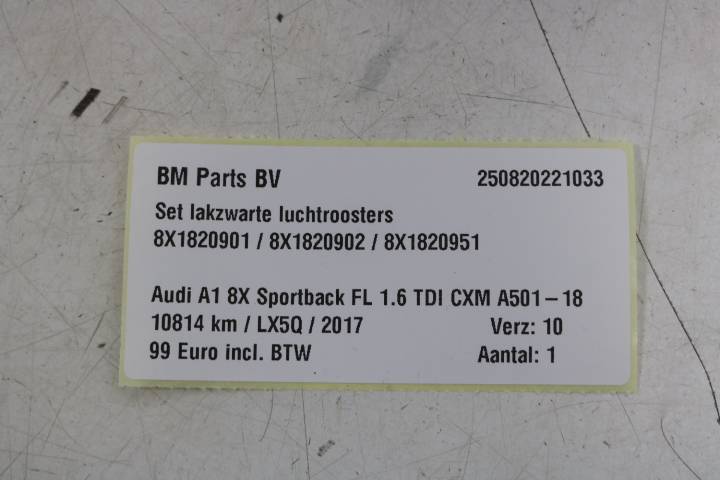 BM Parts BV 250820221033
Set lakzwarte luchtroosters
8X1820901 / 8X1820902 / 8X1820951
Audi A1 8X Sportback FL 1.6 TDI CXM A501-18
10814 km / LX5Q / 2017 Verz: 10
99 Euro incl. BTW Aantal: 1